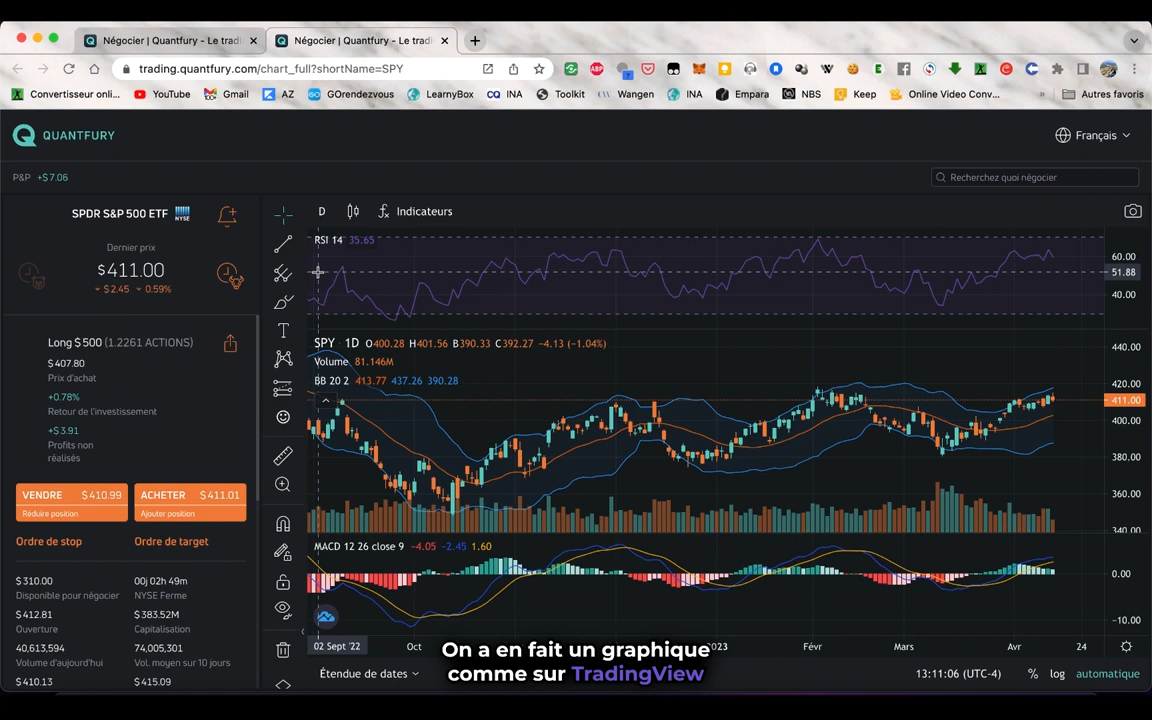 Négocier | Quantfury - Le tradi
Négocier | Quantfury - Le tradi
trading.quantfury.com/chart_full?shortName=SPY
Convertisseur onli...
YouTube
Gmail
AZ
GOrendezvous
LearnyBox
CQ INA
Toolkit
Wangen
INA
Empara
NBS
Keep
Online Video Conv...
Autres favoris
QUANTFURY
Français
P&P +$7.06
Recherchez quoi négocier
SPDR S&P 500 ETF NYSE
D
Indicateurs
Dernier prix
$411.00
$2.45 0.59%
Long $500 (1.2261 ACTIONS)
$407.80
Prix d'achat
+0.78%
Retour de l'investissement
+$3.91
Profits non
réalisés
VENDRE $410.99
Réduire position
ACHETER $411.01
Ajouter position
Ordre de stop
Ordre de target
$310.00
Disponible pour négocier
00j 02h 49m
NYSE Ferme
$412.81
Ouverture
$383.52M
Capitalisation
40,613,594
Volume d'aujourd'hui
74,005,301
Vol. moyen sur 10 jours
$410.13
$415.09
RSI 14 35.65
60.00
51.88
40.00
SPY 1D O400.28 H401.56 B390.33 C392.27 -4.13 (-1.04%)
Volume 81.146M
BB 20 2 413.77 437.26 390.28
440.00
420.00
411.00
400.00
380.00
360.00
340.00
MACD 12 26 close 9 -4.05 -2.45 1.60
0.00
-10.00
02 Sept '22
Oct
2023
Févr
Mars
Avr
24
On a en fait un graphique
comme sur TradingView
Étendue de dates
13:11:06 (UTC-4)
%
log
automatique